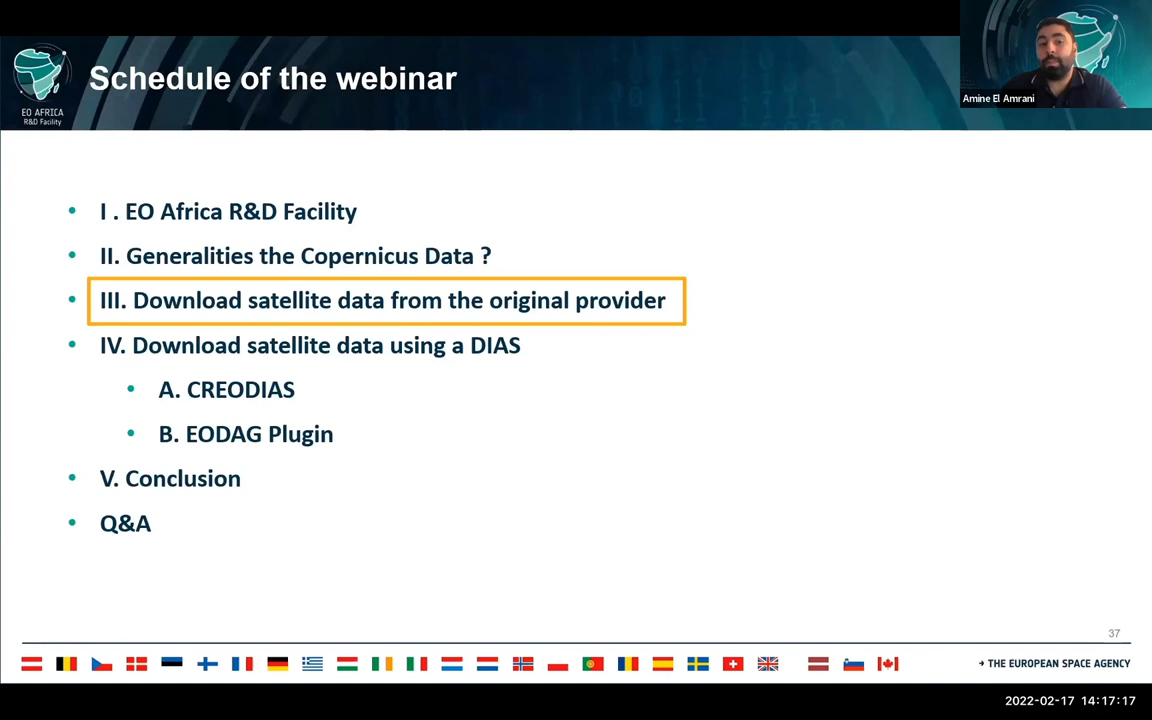 Schedule of the webinar
EO AFRICA
R&D Facility
Amine El Amrani
• I . EO Africa R&D Facility
• II. Generalities the Copernicus Data ?
• III. Download satellite data from the original provider
• IV. Download satellite data using a DIAS
• A. CREODIAS
• B. EODAG Plugin
• V. Conclusion
• Q&A
37
→ THE EUROPEAN SPACE AGENCY
2022-02-17 14:17:17